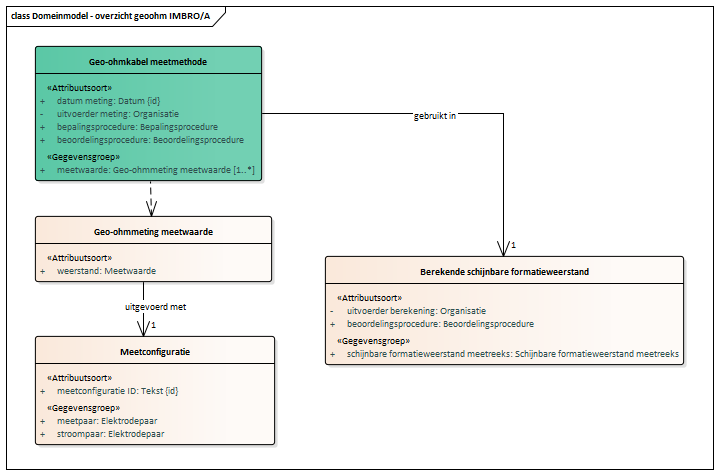 class Domeinmodel - overzicht geoohm IMBRO/A
Geo-ohmkabel meetmethode
«Attribuutsoort»
+ datum meting: Datum {id}
- uitvoerder meting: Organisatie
+ bepalingsprocedure: Bepalingsprocedure
+ beoordelingsprocedure: Beoordelingsprocedure
«Gegevensgroep»
+ meetwaarde: Geo-ohmmeting meetwaarde [1..*]
gebruikt in
1
Geo-ohmmeting meetwaarde
«Attribuutsoort»
+ weerstand: Meetwaarde
uitgevoerd met
1
Meetconfiguratie
«Attribuutsoort»
+ meetconfiguratie ID: Tekst {id}
«Gegevensgroep»
+ meetpaar: Elektrodepaar
+ stroompaar: Elektrodepaar
Berekende schijnbare formatieweerstand
«Attribuutsoort»
- uitvoerder berekening: Organisatie
+ beoordelingsprocedure: Beoordelingsprocedure
«Gegevensgroep»
+ schijnbare formatieweerstand meetreeks: Schijnbare formatieweerstand meetreeks